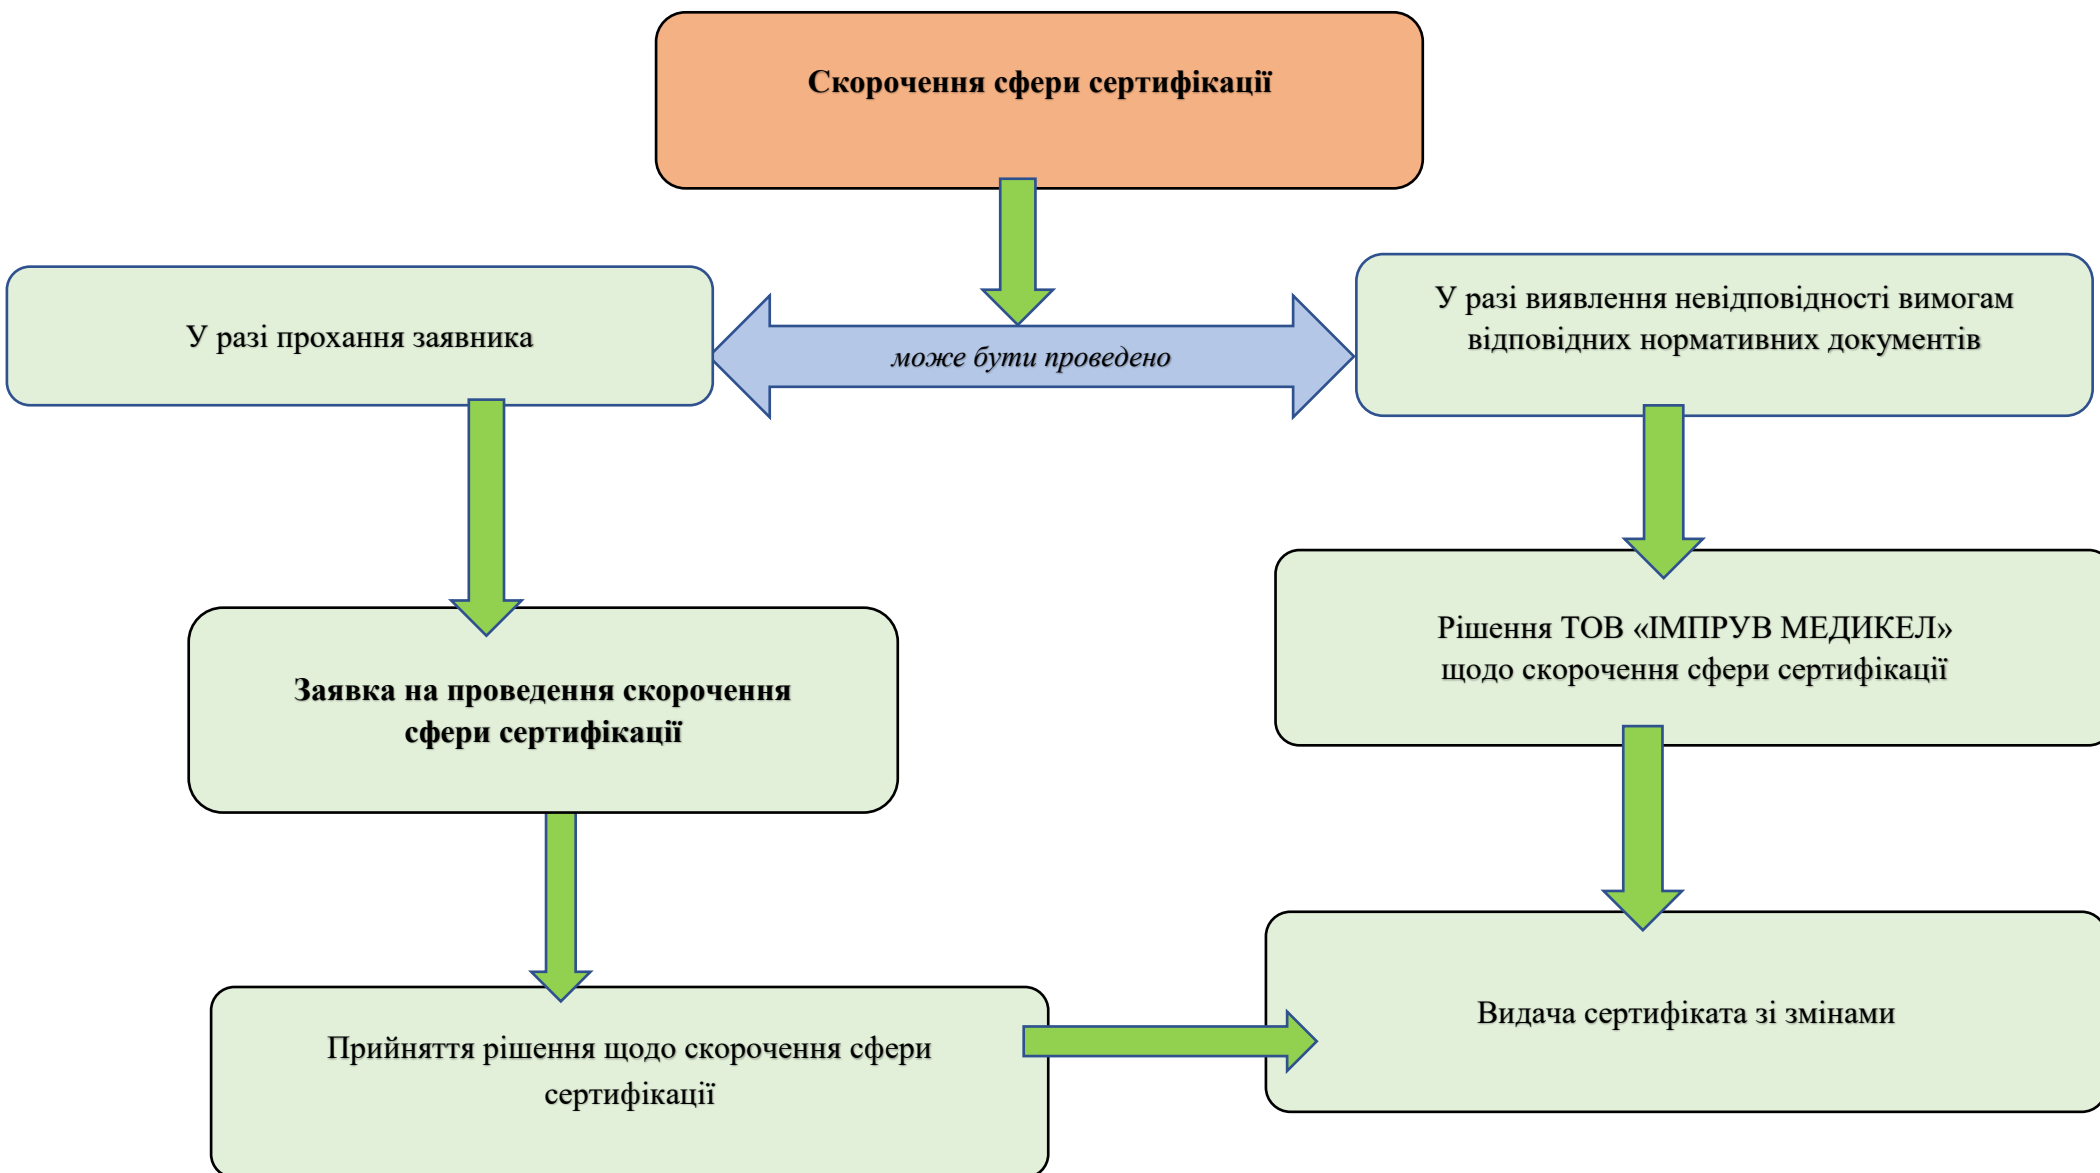 Скорочення сфери сертифікації
У разі прохання заявника
може бути проведено
У разі виявлення невідповідності вимогам
відповідних нормативних документів
Заявка на проведення скорочення
сфери сертифікації
Рішення ТОВ «ІМПРУВ МЕДИКЕЛ»
щодо скорочення сфери сертифікації
Прийняття рішення щодо скорочення сфери
сертифікації
Видача сертифіката зі змінами